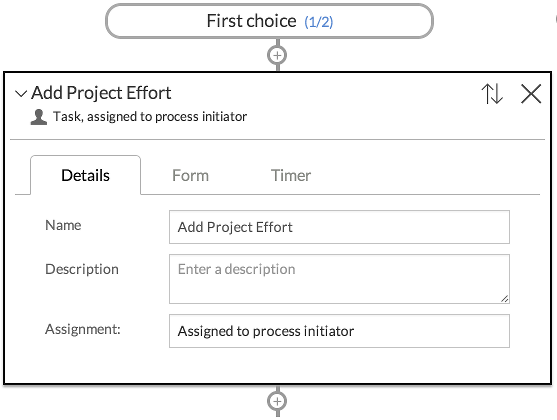 First choice (1/2)
Add Project Effort
Task, assigned to process initiator
Details Form Timer
Name Add Project Effort
Description Enter a description
Assignment: Assigned to process initiator